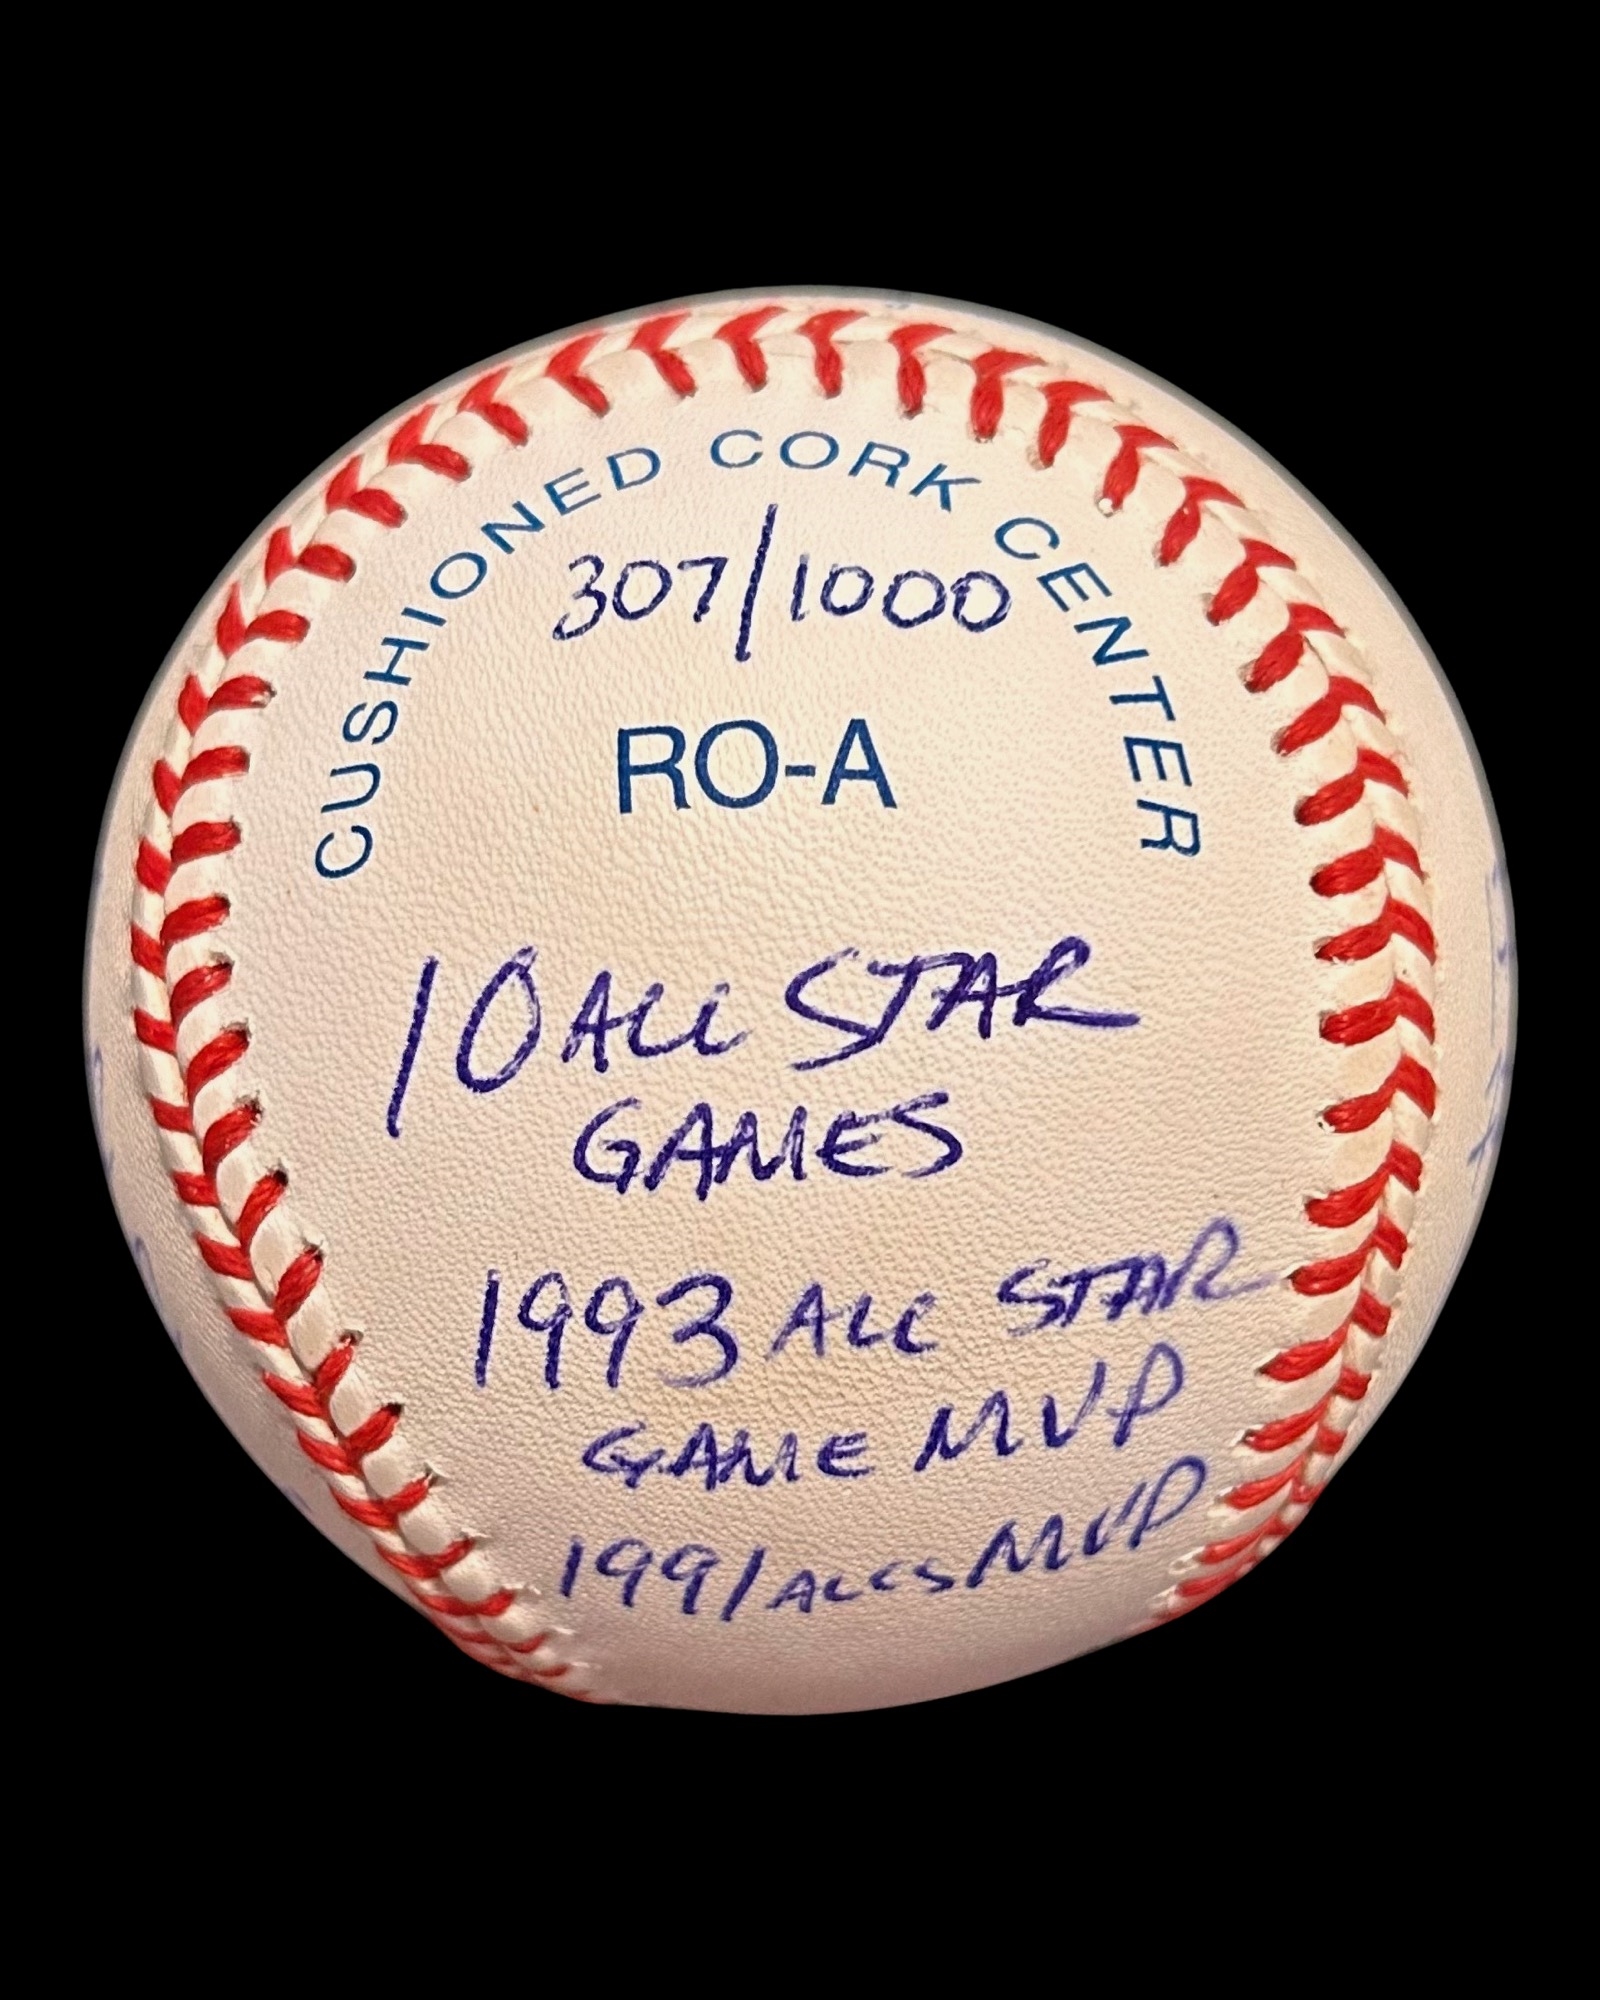 CUSHIONED CORK CENTER
307/1000
RO-A
10 ALL STAR
GAMES
1993 ALL STAR
GAME MVP
1991 ALCS MVP